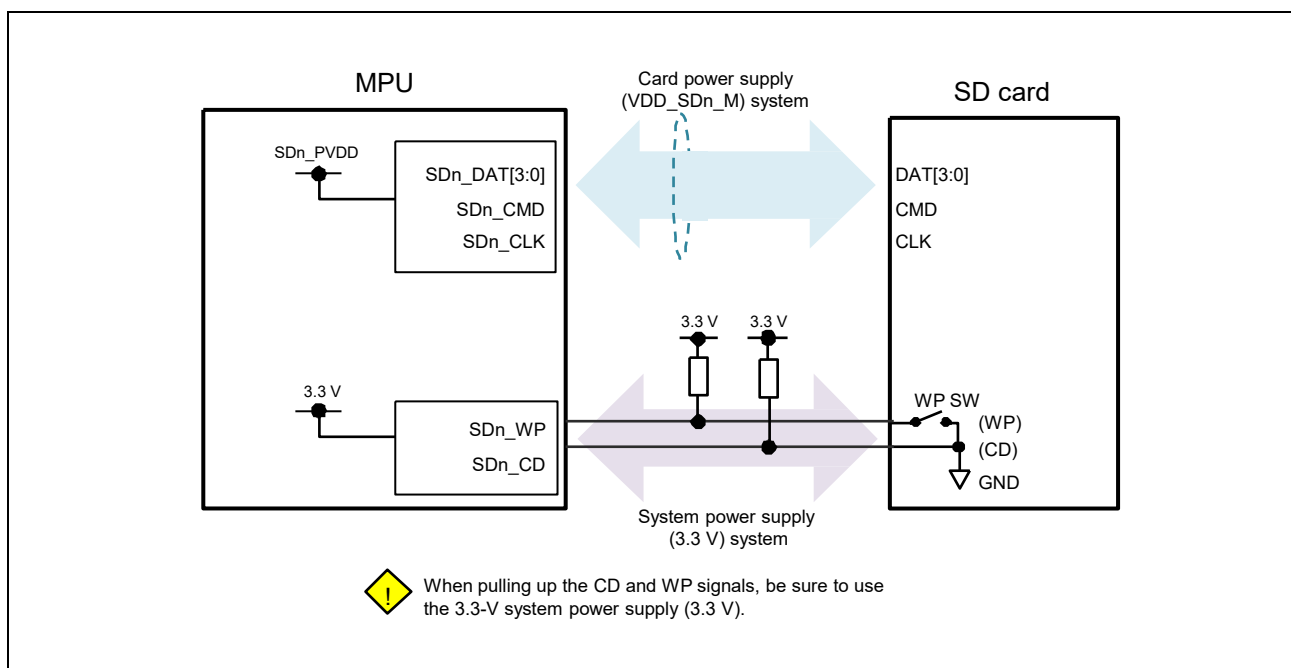 MPU
Card power supply
(VDD_SDn_M) system
SD card
SDn_PVDD
SDn_DAT[3:0]
SDn_CMD
SDn_CLK
DAT[3:0]
CMD
CLK
3.3 V
3.3 V
3.3 V
SDn_WP
SDn_CD
WP SW
(WP)
(CD)
GND
System power supply
(3.3 V) system
! When pulling up the CD and WP signals, be sure to use
the 3.3-V system power supply (3.3 V).